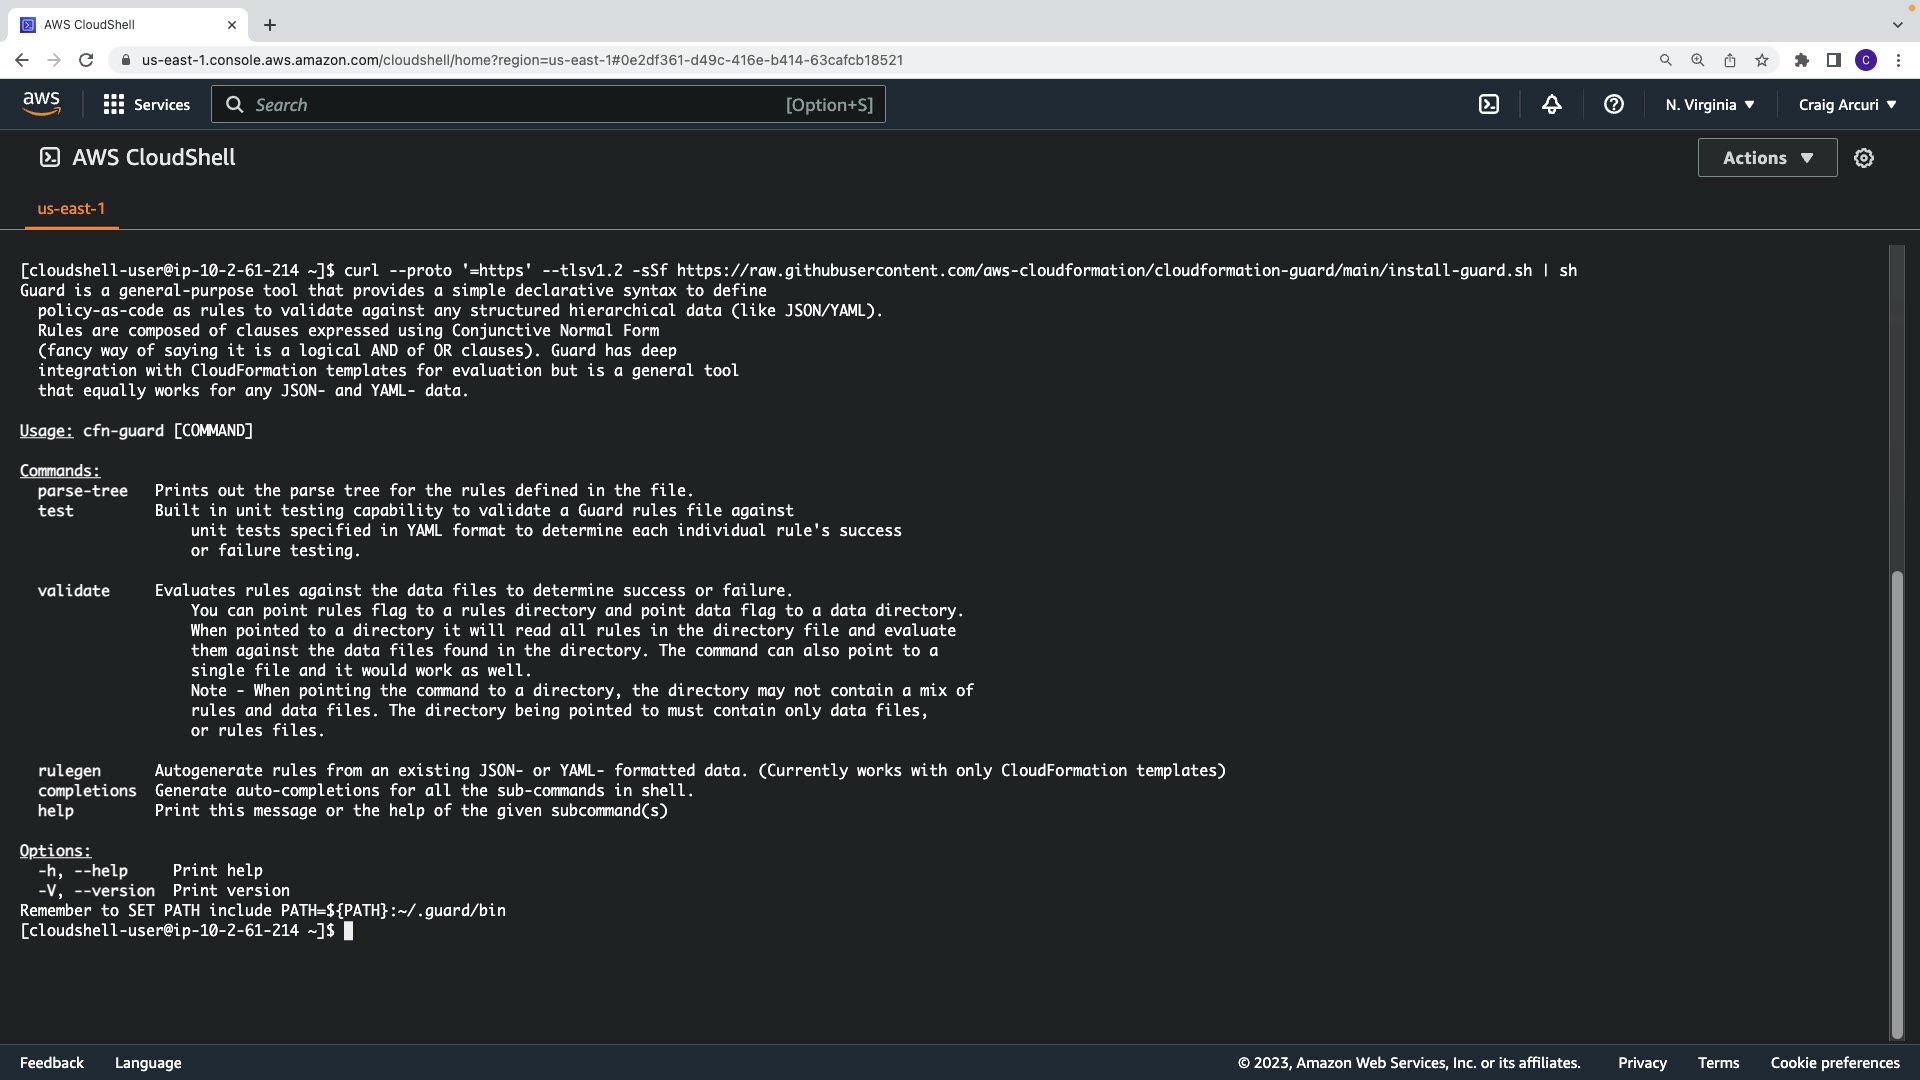 AWS CloudShell
us-east-1.console.aws.amazon.com/cloudshell/home?region=us-east-1#0e2df361-d49c-416e-b414-63cafcb18521
C
aws
Services
Search
[Option+S]
N. Virginia
Craig Arcuri
AWS CloudShell
Actions
us-east-1
[cloudshell-user@ip-10-2-61-214 ~]$ curl --proto '=https' --tlsv1.2 -sSf https://raw.githubusercontent.com/aws-cloudformation/cloudformation-guard/main/install-guard.sh | sh
Guard is a general-purpose tool that provides a simple declarative syntax to define
policy-as-code as rules to validate against any structured hierarchical data (like JSON/YAML).
Rules are composed of clauses expressed using Conjunctive Normal Form
(fancy way of saying it is a logical AND of OR clauses). Guard has deep
integration with CloudFormation templates for evaluation but is a general tool
that equally works for any JSON- and YAML- data.
Usage: cfn-guard [COMMAND]
Commands:
parse-tree   Prints out the parse tree for the rules defined in the file.
test         Built in unit testing capability to validate a Guard rules file against
unit tests specified in YAML format to determine each individual rule's success
or failure testing.
validate     Evaluates rules against the data files to determine success or failure.
You can point rules flag to a rules directory and point data flag to a data directory.
When pointed to a directory it will read all rules in the directory file and evaluate
them against the data files found in the directory. The command can also point to a
single file and it would work as well.
Note - When pointing the command to a directory, the directory may not contain a mix of
rules and data files. The directory being pointed to must contain only data files,
or rules files.
rulegen      Autogenerate rules from an existing JSON- or YAML- formatted data. (Currently works with only CloudFormation templates)
completions  Generate auto-completions for all the sub-commands in shell.
help         Print this message or the help of the given subcommand(s)
Options:
-h, --help     Print help
-V, --version  Print version
Remember to SET PATH include PATH=${PATH}:~/.guard/bin
[cloudshell-user@ip-10-2-61-214 ~]$
Feedback
Language
© 2023, Amazon Web Services, Inc. or its affiliates.
Privacy
Terms
Cookie preferences